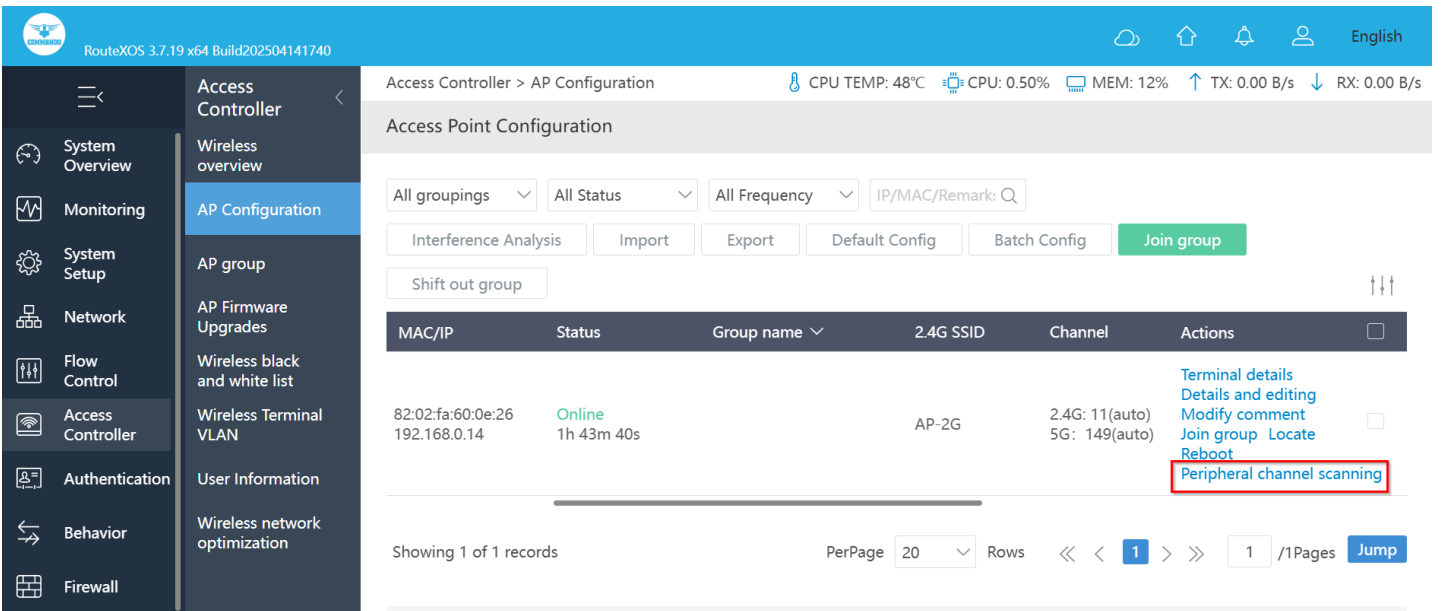 COMMANDO
RouteXOS 3.7.19 x64 Build202504141740
English
Access Controller > AP Configuration
CPU TEMP: 48℃
CPU: 0.50%
MEM: 12%
TX: 0.00 B/s
RX: 0.00 B/s
System
Overview
Monitoring
System
Setup
Network
Flow
Control
Access
Controller
Authentication
Behavior
Firewall
Access
Controller
Wireless
overview
AP Configuration
AP group
AP Firmware
Upgrades
Wireless black
and white list
Wireless Terminal
VLAN
User Information
Wireless network
optimization
Access Point Configuration
All groupings
All Status
All Frequency
IP/MAC/Remark:
Interference Analysis
Import
Export
Default Config
Batch Config
Join group
Shift out group
MAC/IP Status Group name 2.4G SSID Channel Actions
82:02:fa:60:0e:26
192.168.0.14
Online
1h 43m 40s
AP-2G
2.4G: 11(auto)
5G: 149(auto)
Terminal details
Details and editing
Modify comment
Join group Locate
Reboot
Peripheral channel scanning
Showing 1 of 1 records
PerPage 20 Rows
1
1 /1Pages Jump